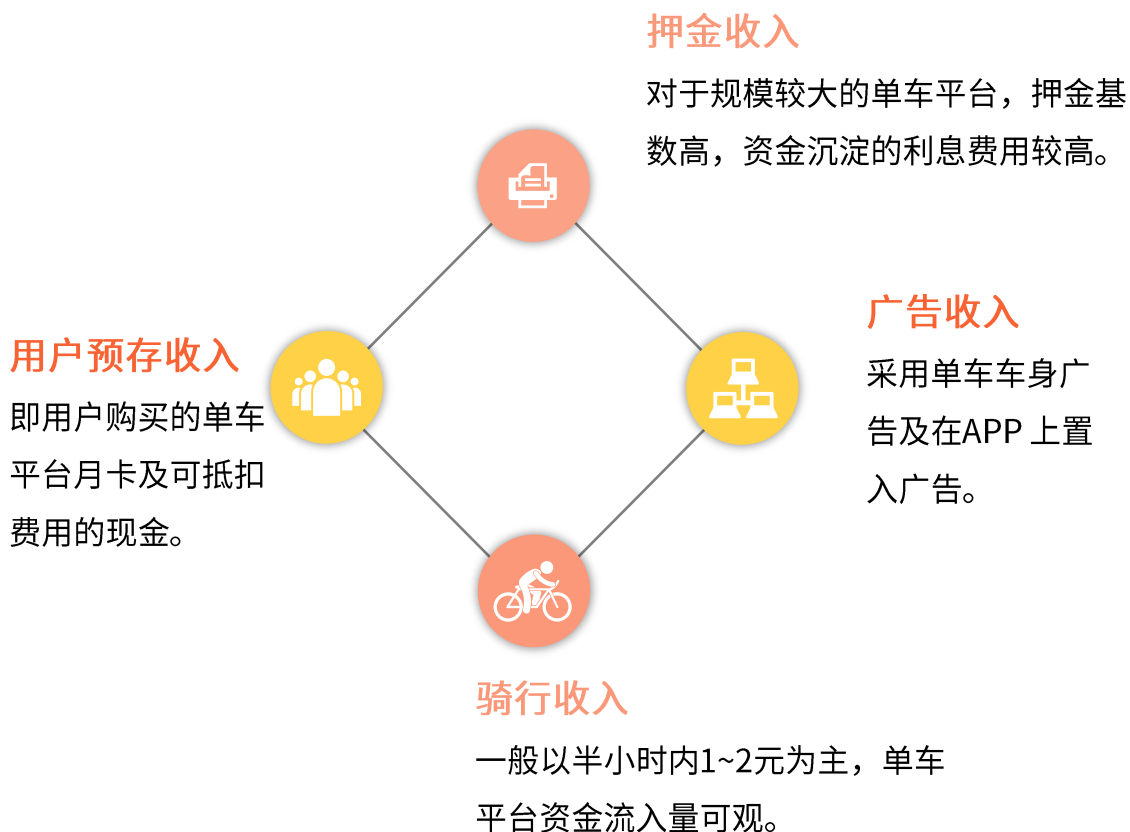 押金收入
对于规模较大的单车平台，押金基
数高，资金沉淀的利息费用较高。
广告收入
采用单车车身广
告及在APP 上置
入广告。
用户预存收入
即用户购买的单车
平台月卡及可抵扣
费用的现金。
骑行收入
一般以半小时内1~2元为主，单车
平台资金流入量可观。